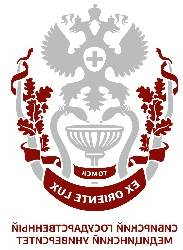 ТОМСК
EX ORIENTE LUX
СИБИРСКИЙ ГОСУДАРСТВЕННЫЙ
МЕДИЦИНСКИЙ УНИВЕРСИТЕТ